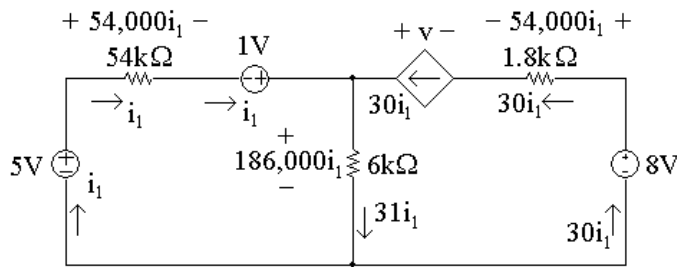 + 54,000i₁ −
54kΩ
1V
+ v −
− 54,000i₁ +
1.8kΩ
i₁
i₁
30i₁
30i₁
5V
i₁
+
186,000i₁
−
6kΩ
31i₁
8V
30i₁